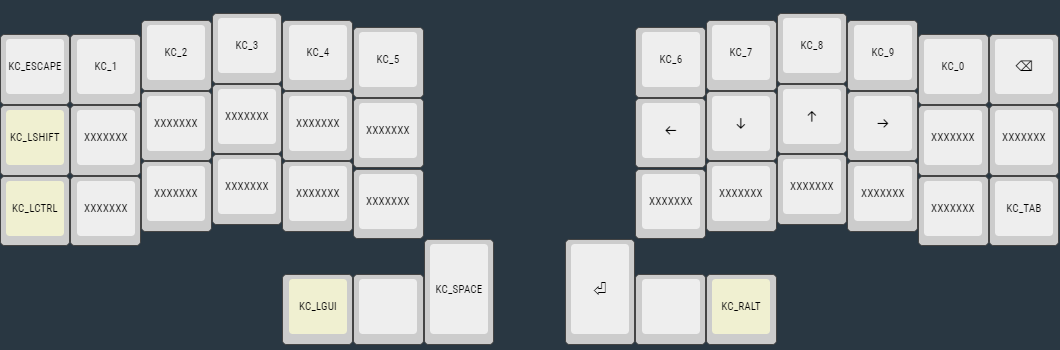 KC_ESCAPE KC_1 KC_2 KC_3 KC_4 KC_5 KC_6 KC_7 KC_8 KC_9 KC_0 ⌫
KC_LSHIFT XXXXXXX XXXXXXX XXXXXXX XXXXXXX XXXXXXX ← ↓ ↑ → XXXXXXX XXXXXXX
KC_LCTRL XXXXXXX XXXXXXX XXXXXXX XXXXXXX XXXXXXX XXXXXXX XXXXXXX XXXXXXX XXXXXXX XXXXXXX KC_TAB
KC_LGUI KC_SPACE ⏎ KC_RALT